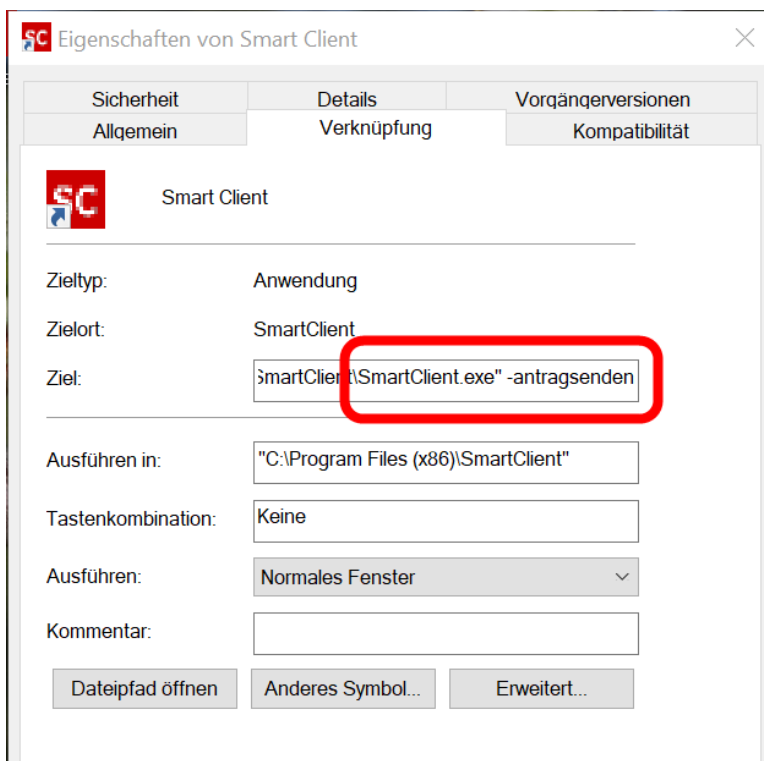 SC Eigenschaften von Smart Client
Sicherheit Details Vorgängerversionen
Allgemein Verknüpfung Kompatibilität
SC Smart Client
Zieltyp: Anwendung
Zielort: SmartClient
Ziel: SmartClient\SmartClient.exe" -antragsenden
Ausführen in: "C:\Program Files (x86)\SmartClient"
Tastenkombination: Keine
Ausführen: Normales Fenster
Kommentar:
Dateipfad öffnen Anderes Symbol... Erweitert...